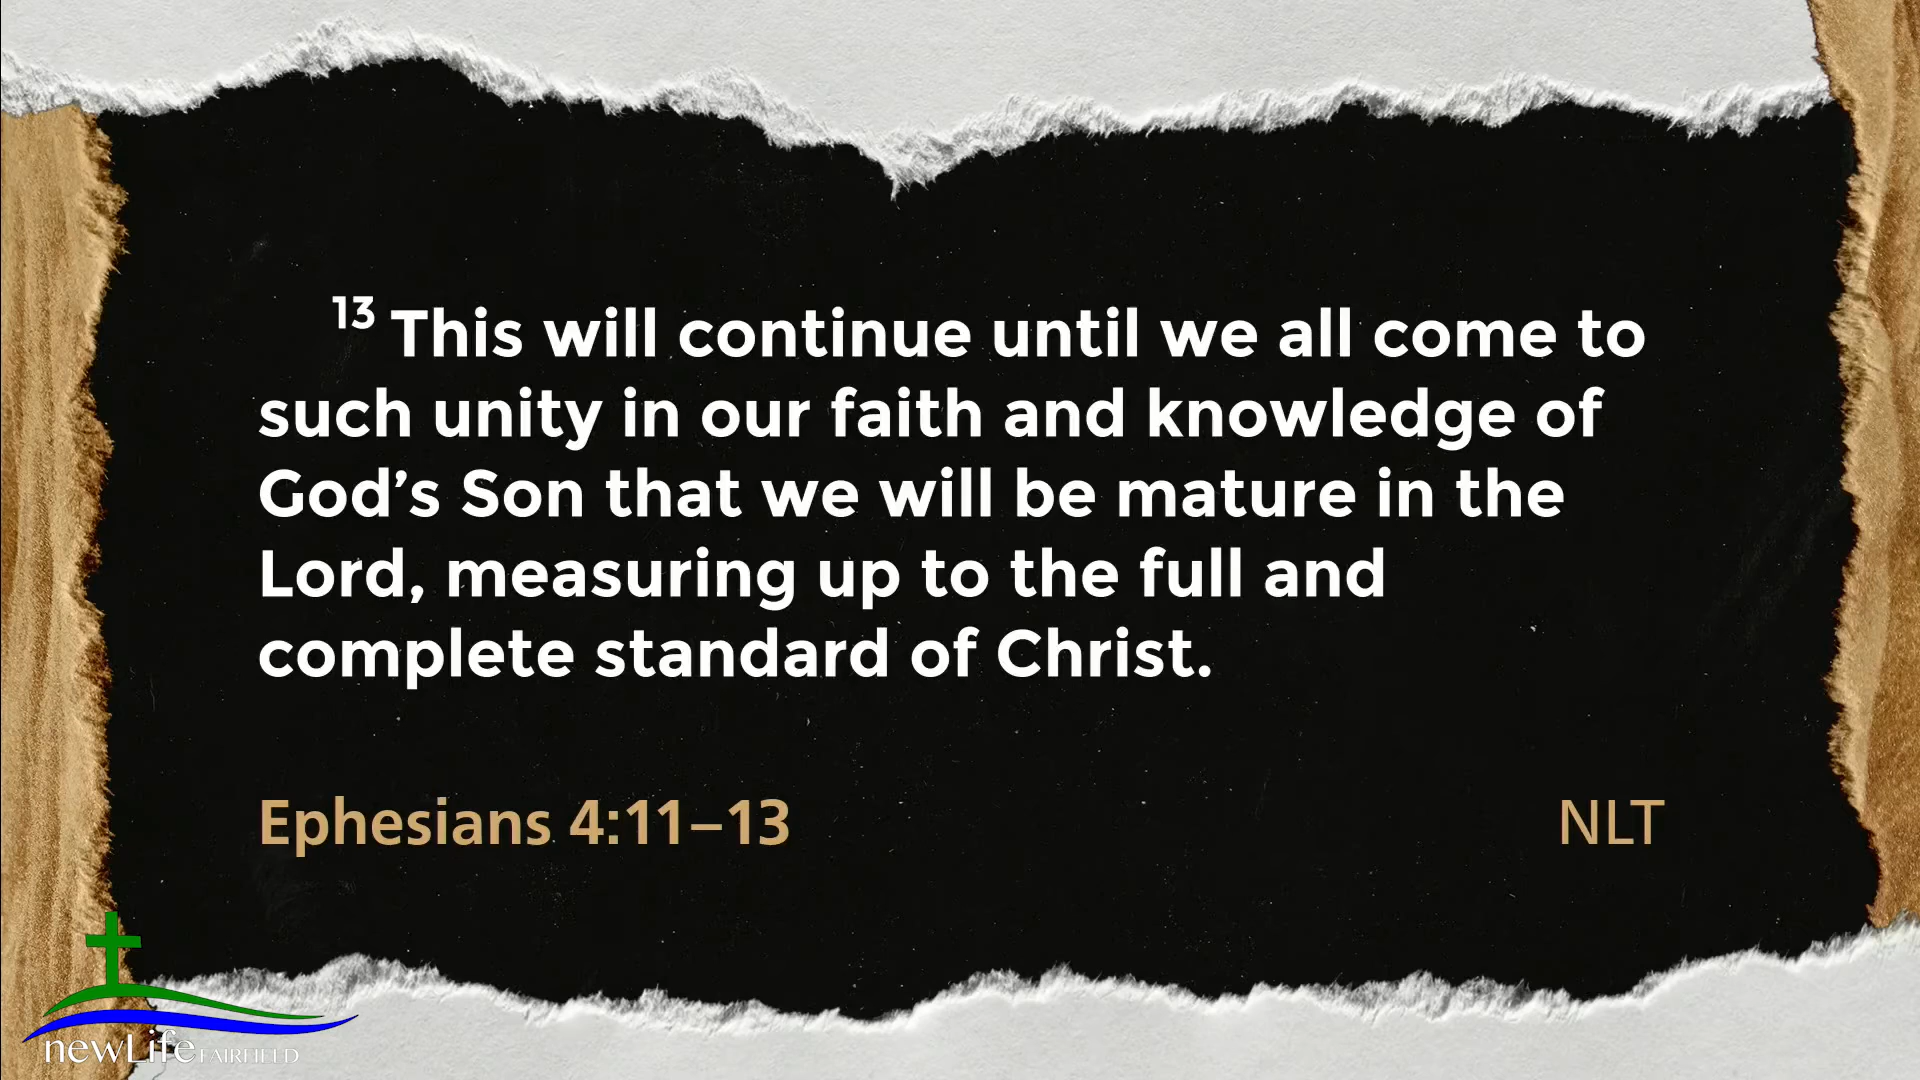 13 This will continue until we all come to
such unity in our faith and knowledge of
God’s Son that we will be mature in the
Lord, measuring up to the full and
complete standard of Christ.
Ephesians 4:11–13 NLT
newLife FAIRFIELD